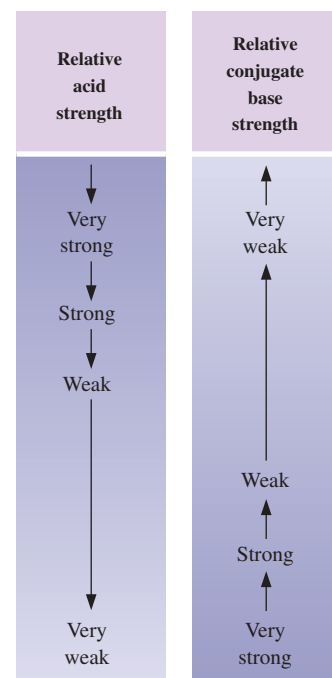 Relative
acid
strength
Very
strong
Strong
Weak
Very
weak
Relative
conjugate
base
strength
Very
weak
Weak
Strong
Very
strong